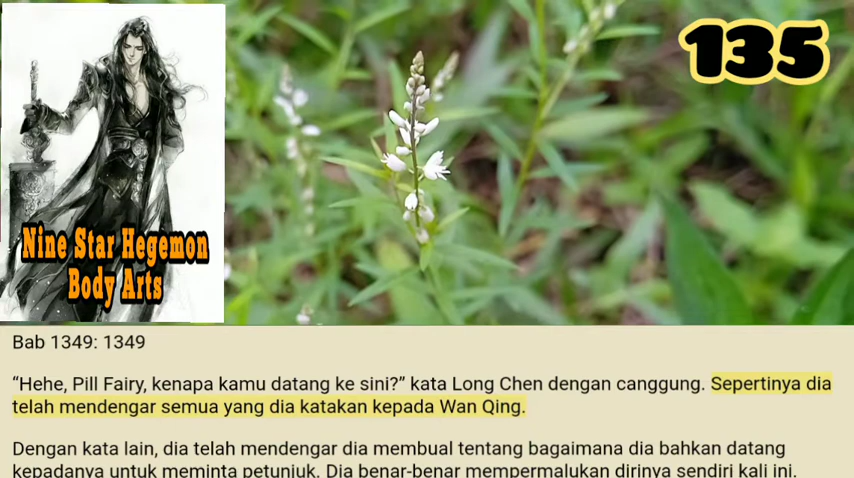 135
Nine Star Hegemon
Body Arts
Bab 1349: 1349
“Hehe, Pill Fairy, kenapa kamu datang ke sini?” kata Long Chen dengan canggung. Sepertinya dia
telah mendengar semua yang dia katakan kepada Wan Qing.
Dengan kata lain, dia telah mendengar dia membual tentang bagaimana dia bahkan datang
kepadanya untuk meminta petunjuk. Dia benar-benar mempermalukan dirinya sendiri kali ini.